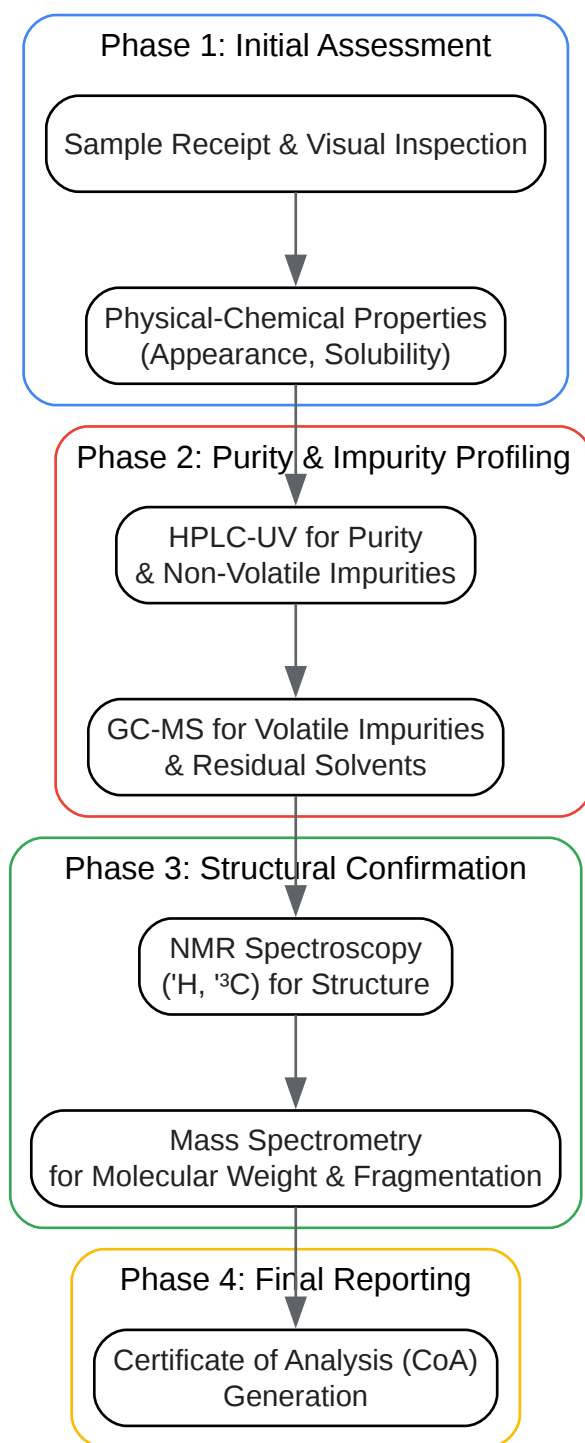 Phase 1: Initial Assessment
Sample Receipt & Visual Inspection
Physical-Chemical Properties
(Appearance, Solubility)
Phase 2: Purity & Impurity Profiling
HPLC-UV for Purity
& Non-Volatile Impurities
GC-MS for Volatile Impurities
& Residual Solvents
Phase 3: Structural Confirmation
NMR Spectroscopy
('H, '³C) for Structure
Mass Spectrometry
for Molecular Weight & Fragmentation
Phase 4: Final Reporting
Certificate of Analysis (CoA)
Generation